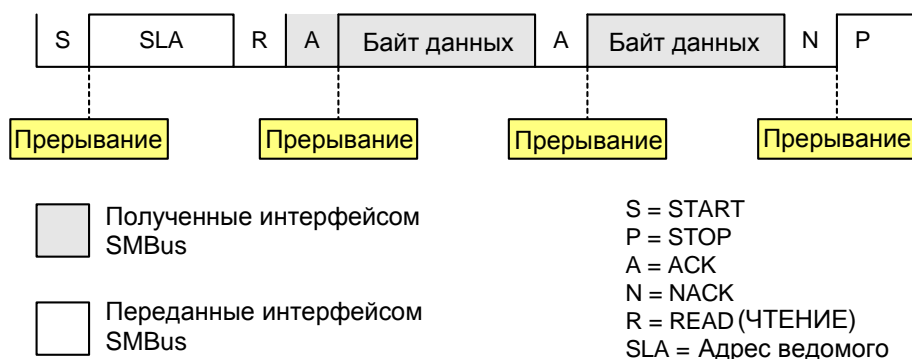 S SLA R A Байт данных A Байт данных N P
Прерывание Прерывание Прерывание Прерывание
Полученные интерфейсом
SMBus
Переданные интерфейсом
SMBus
S = START
P = STOP
A = ACK
N = NACK
R = READ (ЧТЕНИЕ)
SLA = Адрес ведомого